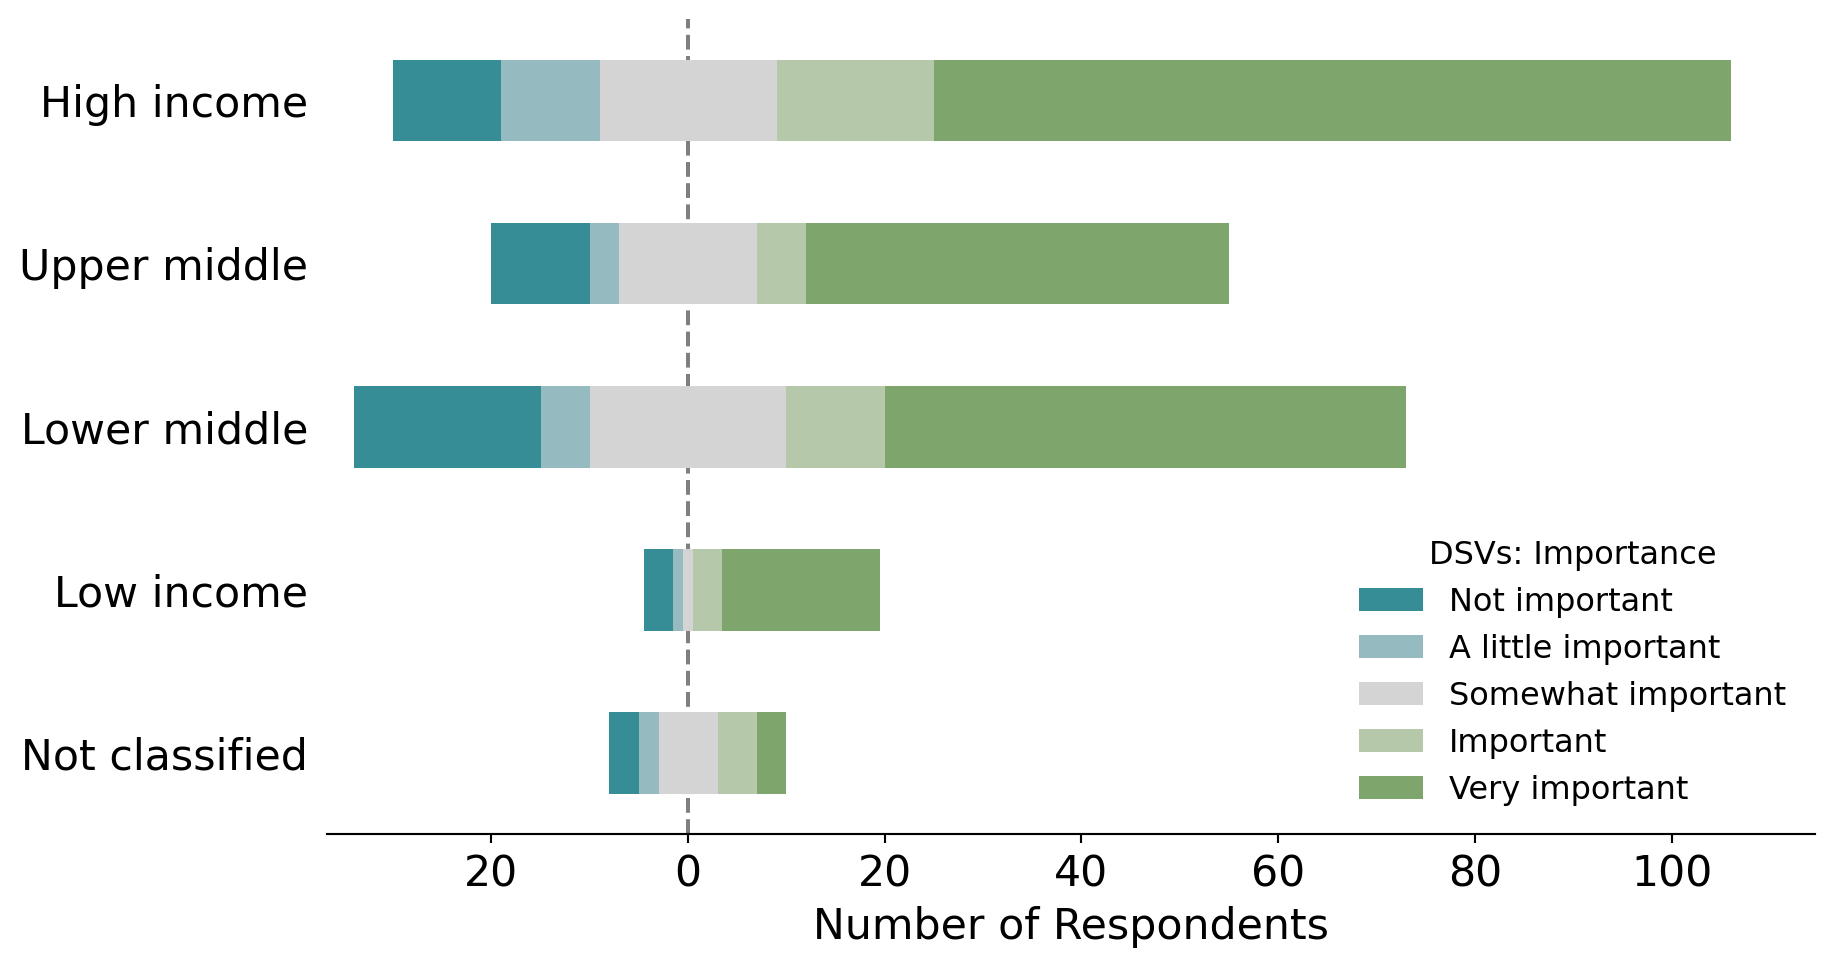 High income
Upper middle
Lower middle
Low income
Not classified
DSVs: Importance
Not important
A little important
Somewhat important
Important
Very important
20 0 20 40 60 80 100
Number of Respondents